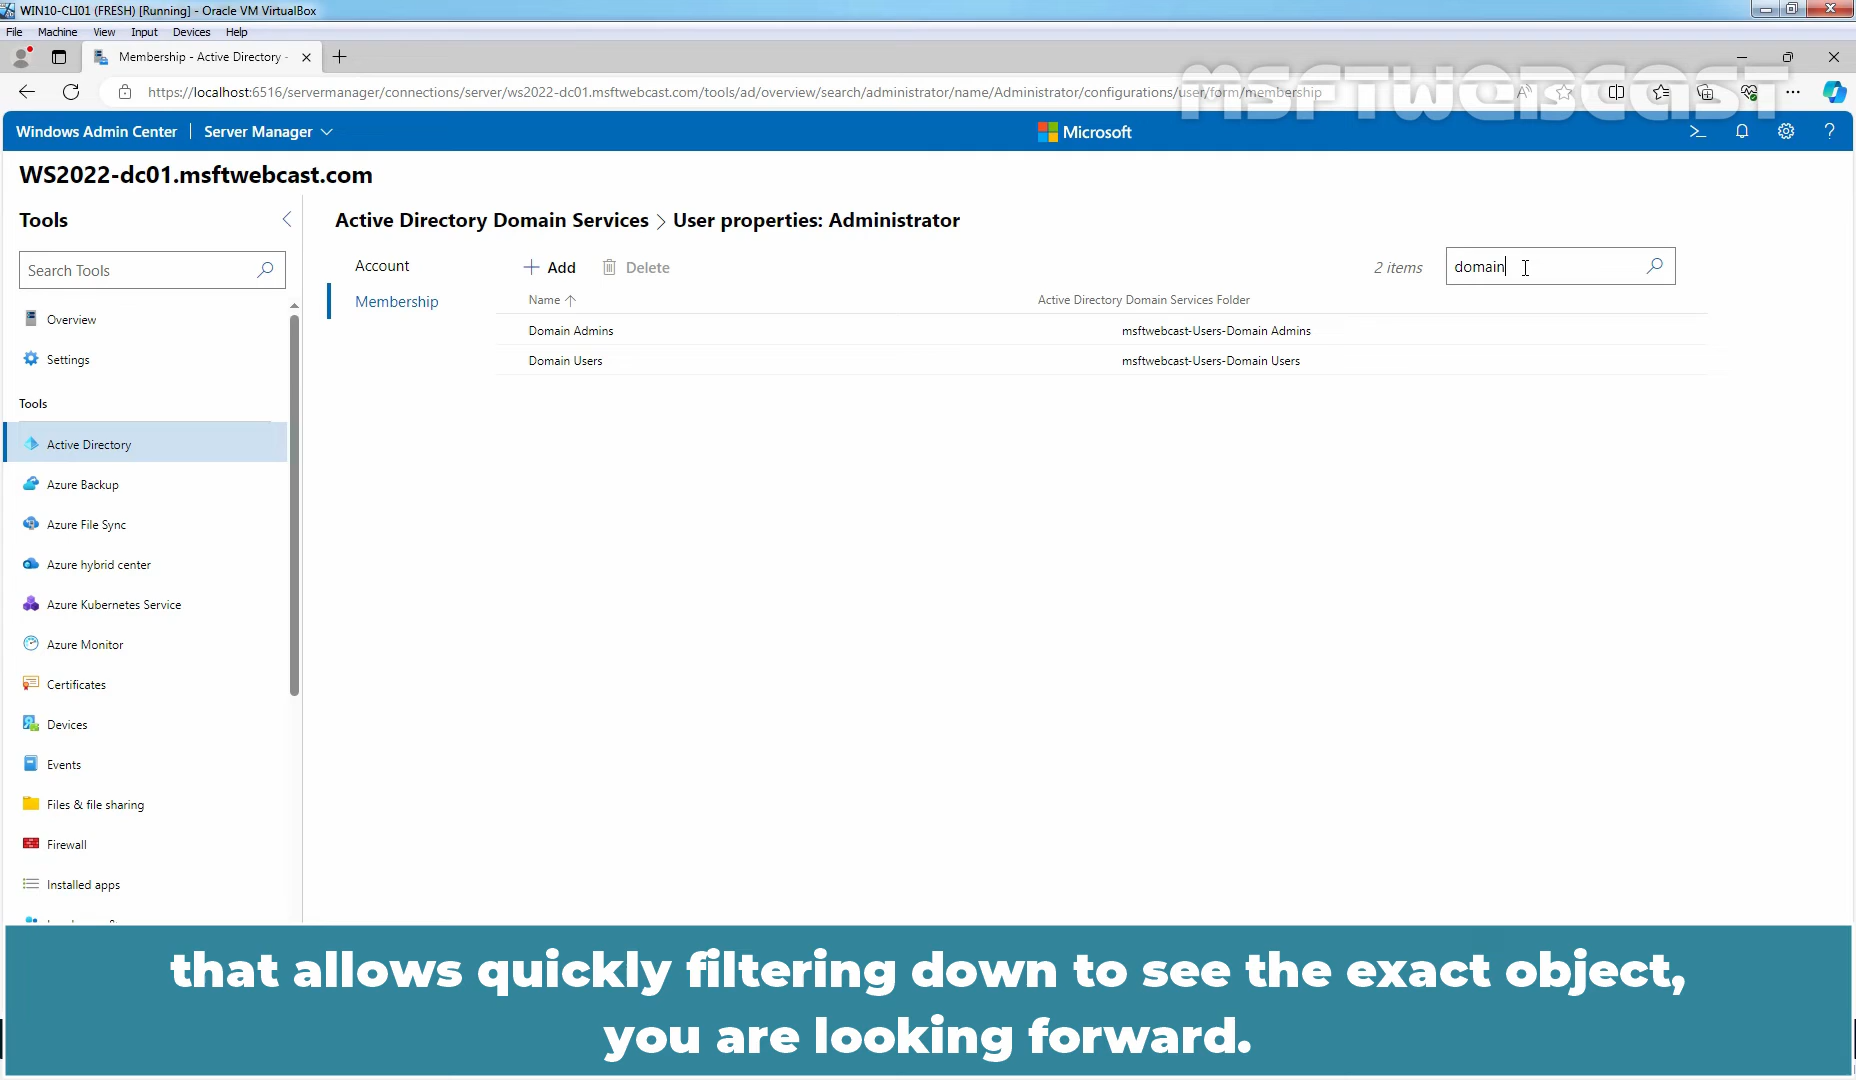 WIN10-CLI01 (FRESH) [Running] - Oracle VM VirtualBox
File Machine View Input Devices Help
Membership - Active Directory -
https://localhost:6516/servermanager/connections/server/ws2022-dc01.msftwebcast.com/tools/ad/overview/search/administrator/name/Administrator/configurations/user/form/membership
MSFTWEBCAST
Windows Admin Center Server Manager
Microsoft
WS2022-dc01.msftwebcast.com
Tools
Search Tools
Overview
Settings
Tools
Active Directory
Azure Backup
Azure File Sync
Azure hybrid center
Azure Kubernetes Service
Azure Monitor
Certificates
Devices
Events
Files & file sharing
Firewall
Installed apps
Active Directory Domain Services > User properties: Administrator
Account
Membership
Add Delete
2 items
domain
Name Active Directory Domain Services Folder
Domain Admins msftwebcast-Users-Domain Admins
Domain Users msftwebcast-Users-Domain Users
that allows quickly filtering down to see the exact object,
you are looking forward.